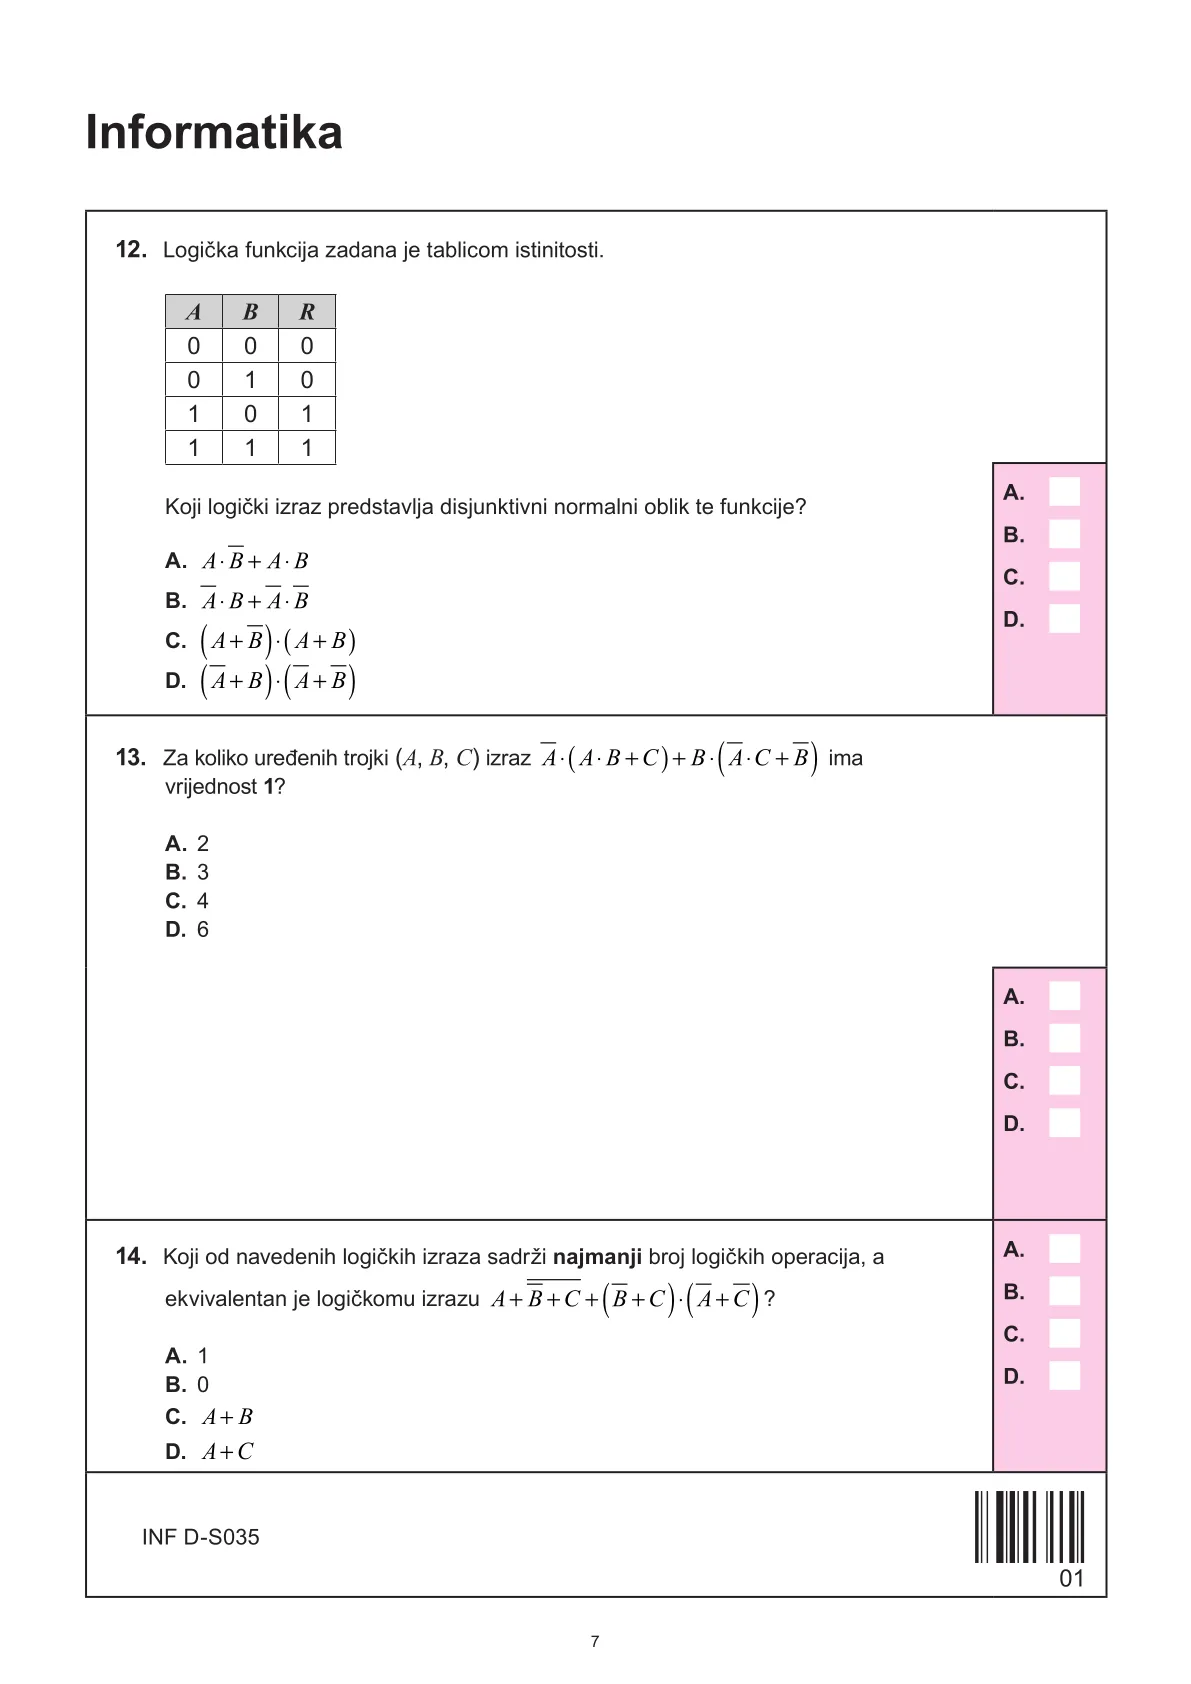 Informatika
12. Logička funkcija zadana je tablicom istinitosti.
A B R
0 0 0
0 1 0
1 0 1
1 1 1
Koji logički izraz predstavlja disjunktivni normalni oblik te funkcije?
A. A · B̅ + A · B
B. A̅ · B + A̅ · B̅
C. (A + B̅) · (A + B)
D. (A̅ + B) · (A̅ + B̅)
A.
B.
C.
D.
13. Za koliko uređenih trojki (A, B, C) izraz A̅ · (A · B + C) + B · (A̅ · C + B̅) ima
vrijednost 1?
A. 2
B. 3
C. 4
D. 6
A.
B.
C.
D.
14. Koji od navedenih logičkih izraza sadrži najmanji broj logičkih operacija, a
ekvivalentan je logičkomu izrazu A + \overline{\overline{B} + C} + (B̅ + C) · (A̅ + C̅) ?
A. 1
B. 0
C. A + B
D. A + C
A.
B.
C.
D.
INF D-S035
01
7